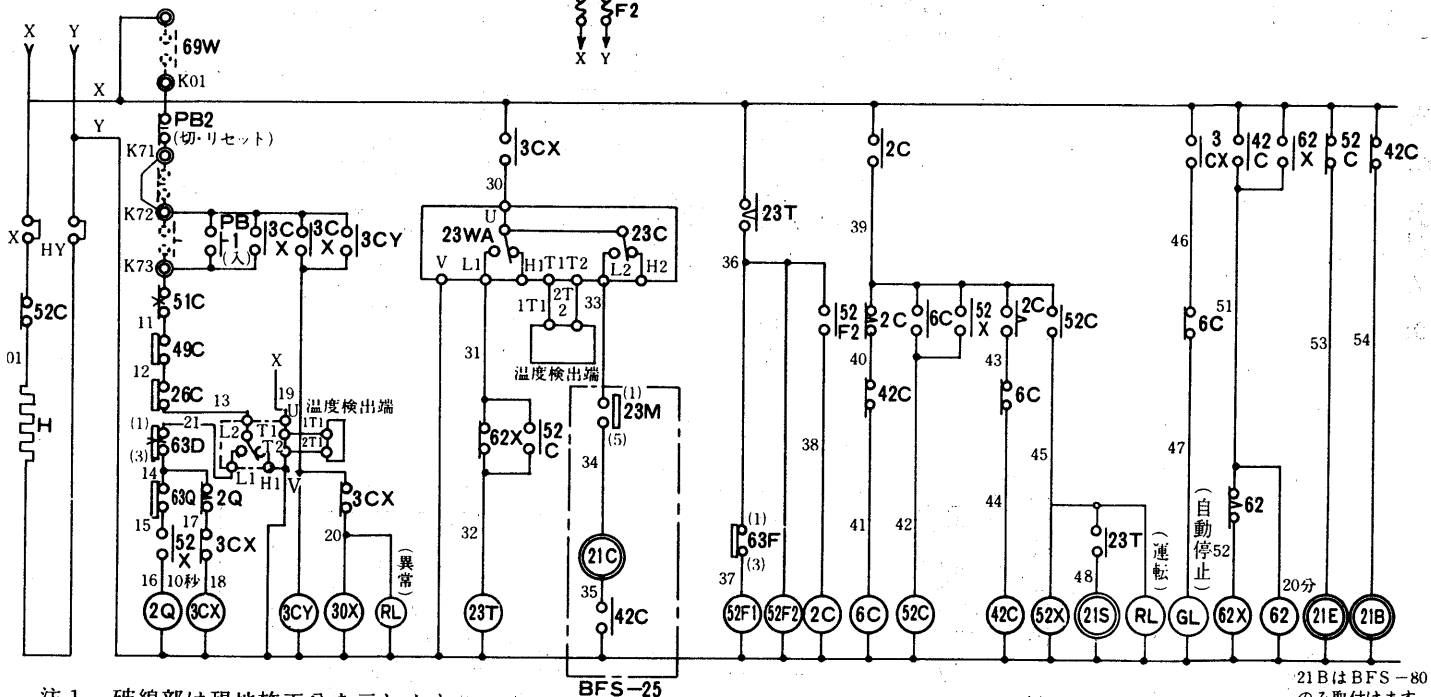 F2
X Y
X Y
69W
K01
X
Y
PB2
(切・リセット)
K71
K72
PB
-1
(入)
3C
X
3C
X
3CY
K73
X
HY
52C
01
H
51C
11
49C
12
26C
13
21
(1)
63D
(3)
14
63Q
2Q
15
17
52
X
3CX
16
10秒
18
2Q
3CX
X
19
U
温度検出端
L2
T1
1T1
T2
2T1
L1
H1
V
3CX
20
(異常)
3CY
30X
RL
3CX
30
U
23WA
23C
V
L1
H1
T1
T2
L2
H2
1T1
2T
2
33
31
温度検出端
62X
52
C
32
23T
(1)
23M
(5)
34
21C
35
42C
BFS-25
23T
36
52
F2
38
(1)
63F
(3)
37
52F1
52F2
2C
2C
39
2C
2C
6C
52
X
2C
52C
40
42C
43
6C
41
42
44
45
23T
48
(運転)
6C
52C
42C
52X
21S
RL
3
CX
42
C
62
X
52
C
42C
46
6C
51
47
(自動停止)
62
52
20分
53
54
GL
62X
62
21E
21B
21BはBFS-80
のみ取付けます
注1. 破線部は現地施工分を示します